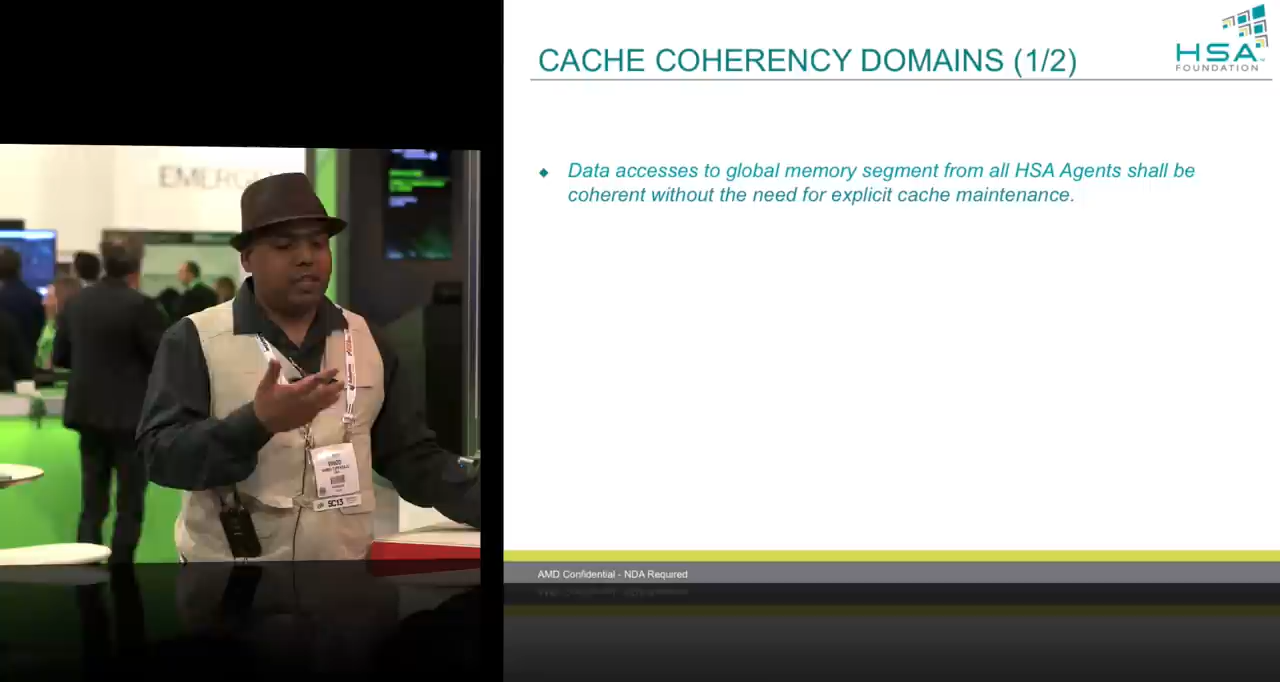 CACHE COHERENCY DOMAINS (1/2)
HSA
FOUNDATION
Data accesses to global memory segment from all HSA Agents shall be
coherent without the need for explicit cache maintenance.
AMD Confidential - NDA Required
SC13